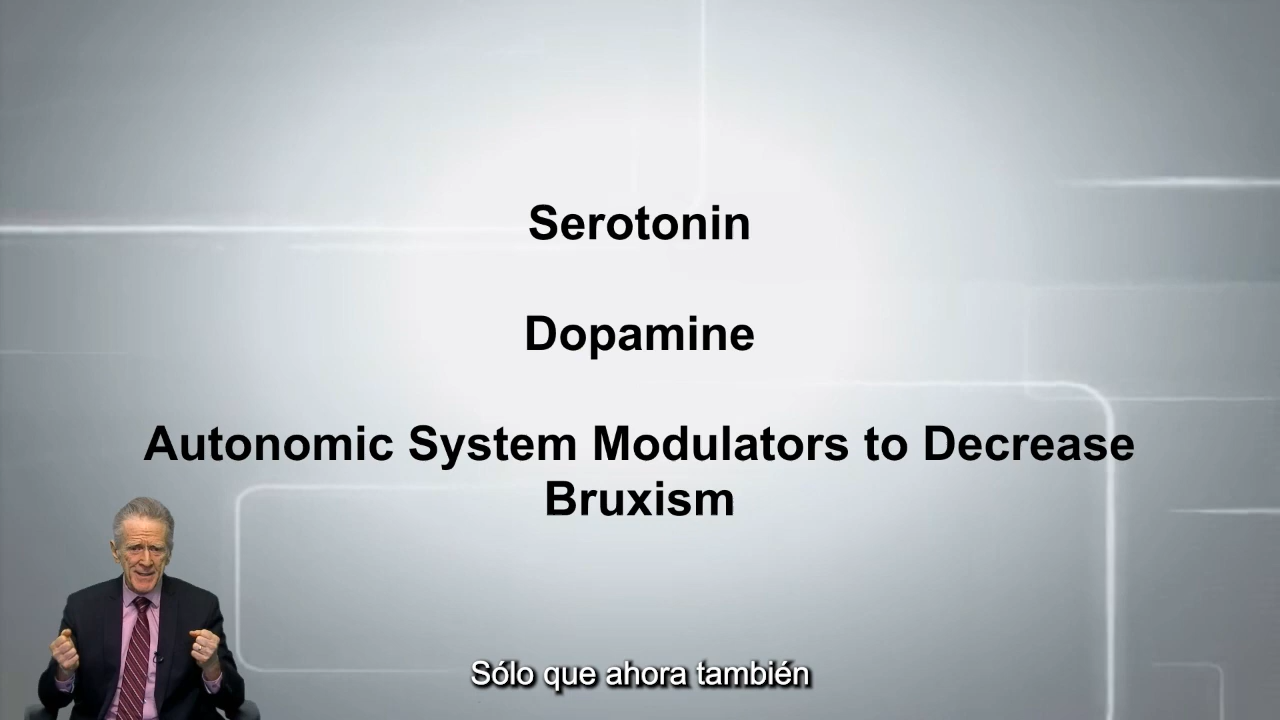 Serotonin
Dopamine
Autonomic System Modulators to Decrease
Bruxism
Sólo que ahora también